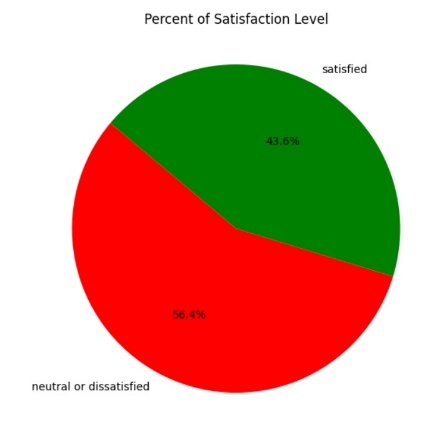 Percent of Satisfaction Level
satisfied
43.6%
56.4%
neutral or dissatisfied